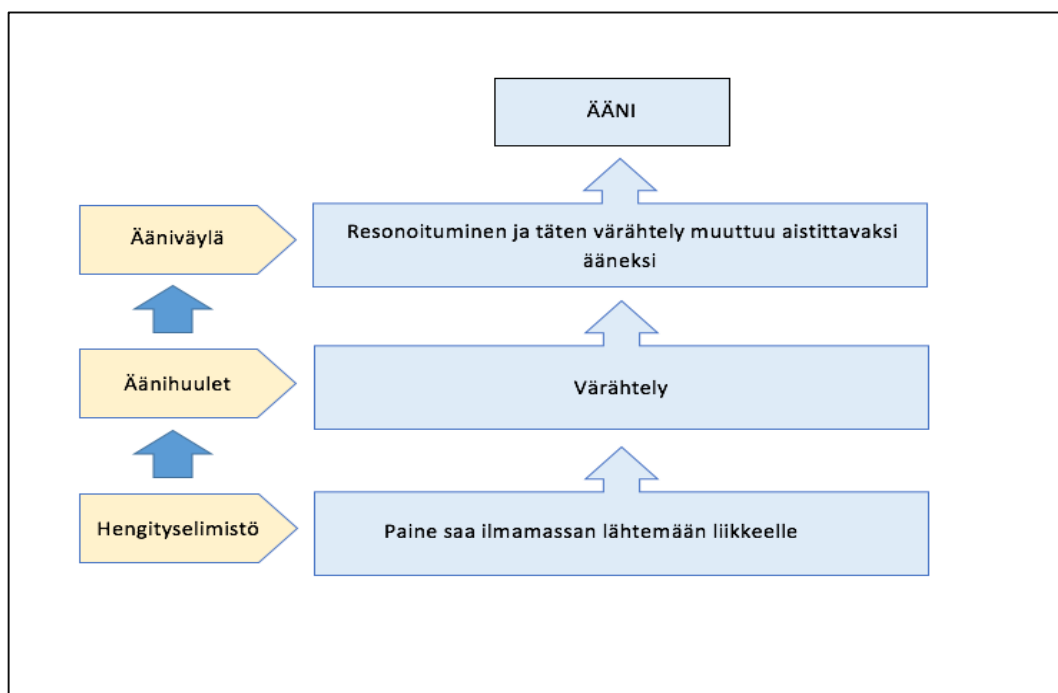 ÄÄNI
Ääniväylä
Resonoituminen ja täten värähtely muuttuu aistittavaksi
ääneksi
Äänihuulet
Värähtely
Hengityselimistö
Paine saa ilmamassan lähtemään liikkeelle